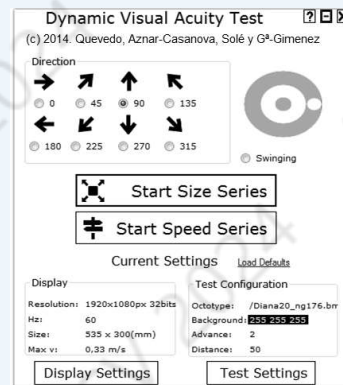 Dynamic Visual Acuity Test
(c) 2014. Quevedo, Aznar-Casanova, Solé y Gª-Gimenez
Direction
0 45 90 135
180 225 270 315
Swinging
Start Size Series
Start Speed Series
Current Settings Load Defaults
Display
Resolution: 1920x1080px 32bits
Hz: 60
Size: 535 x 300(mm)
Max v: 0,33 m/s
Test Configuration
Octotype: /Diana20_ng176.bm
Background: 255 255 255
Advance: 2
Distance: 50
Display Settings
Test Settings